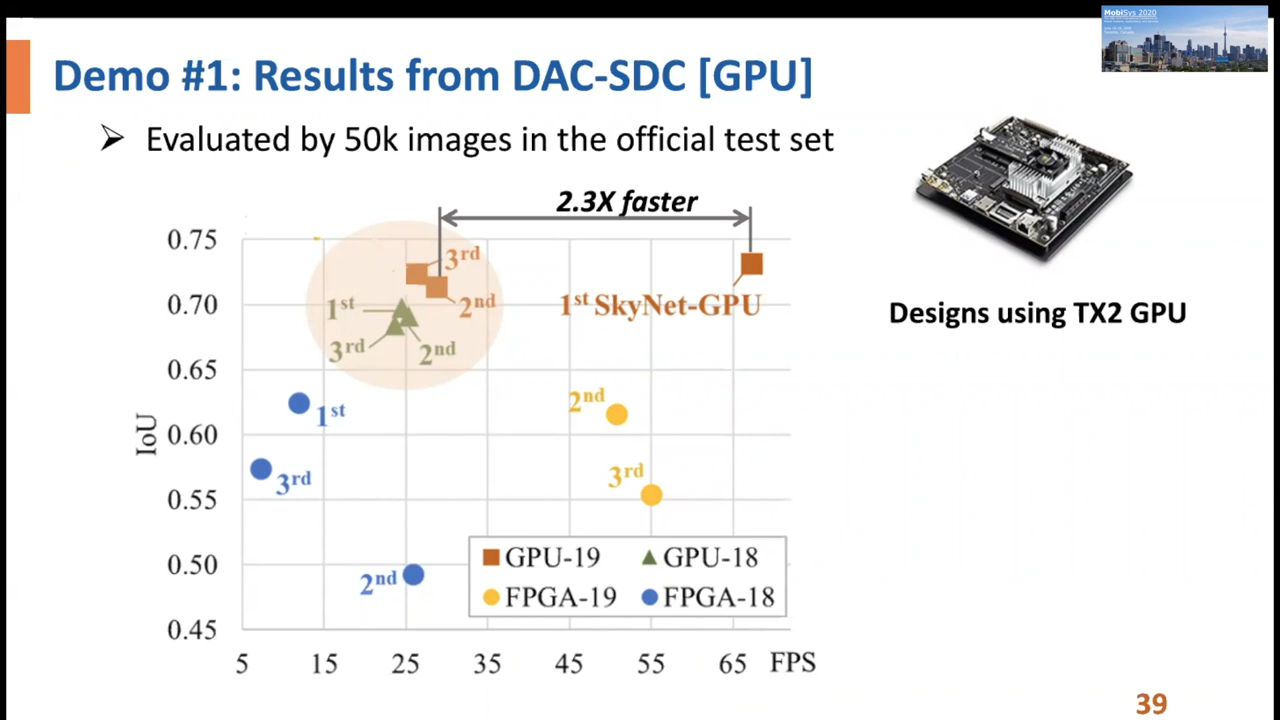 MobiSys 2020
Demo #1: Results from DAC-SDC [GPU]
➤ Evaluated by 50k images in the official test set
2.3X faster
0.75
0.70
0.65
0.60
0.55
0.50
0.45
IoU
3rd
2nd
1st
3rd
2nd
1st SkyNet-GPU
1st
3rd
2nd
2nd
3rd
GPU-19
GPU-18
FPGA-19
FPGA-18
5 15 25 35 45 55 65 FPS
Designs using TX2 GPU
39